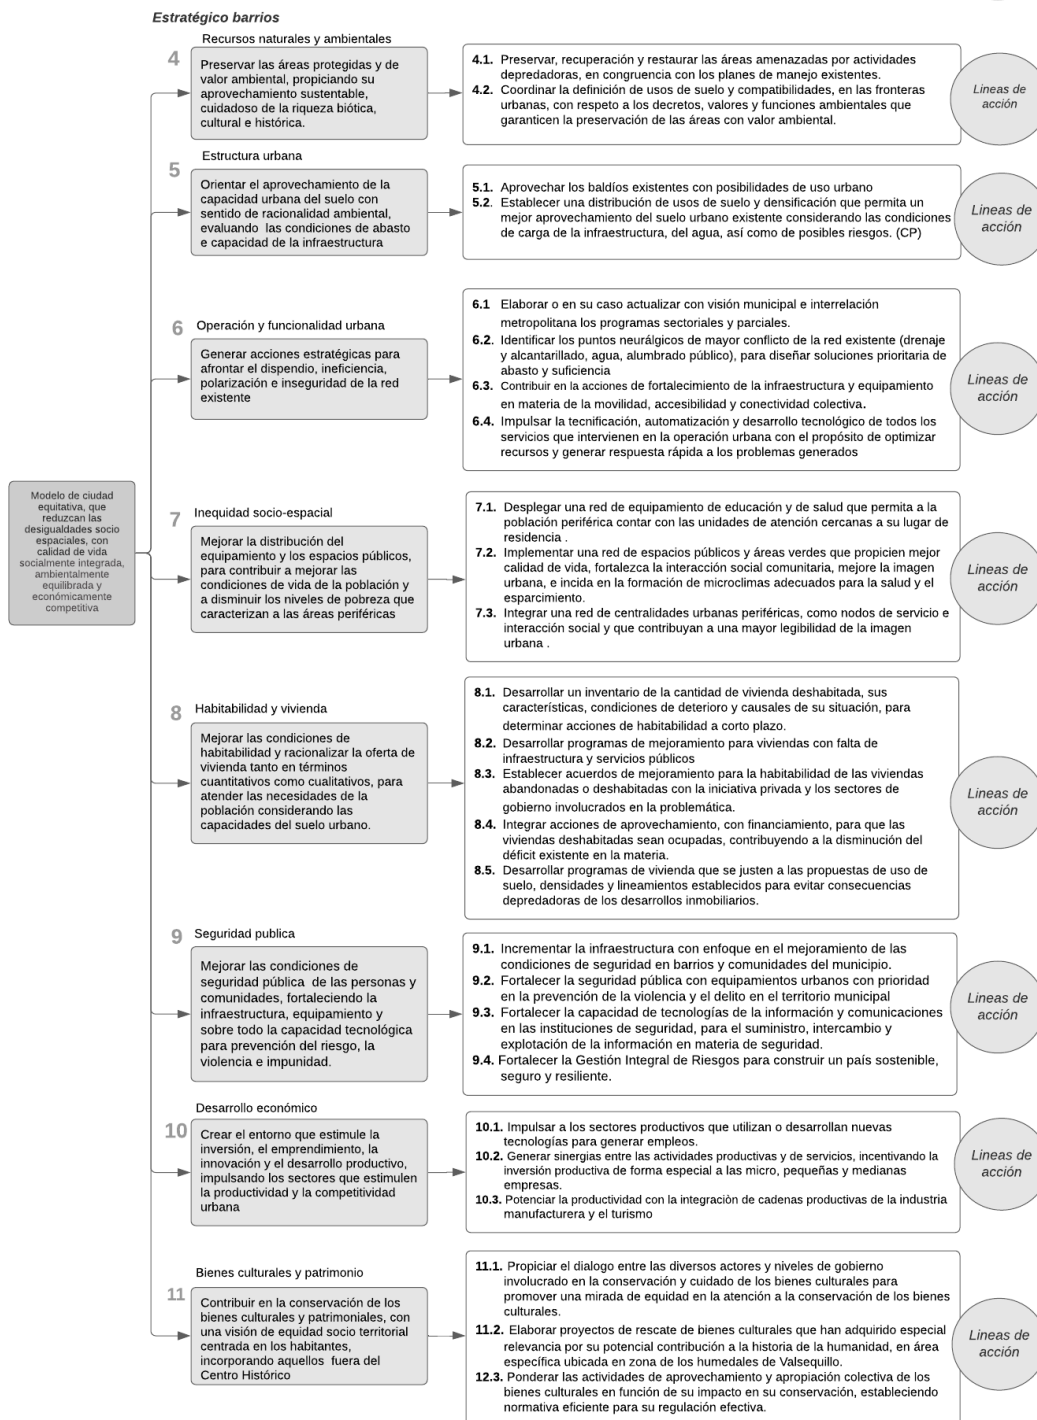 Estratégico barrios
Recursos naturales y ambientales
4
Preservar las áreas protegidas y de
valor ambiental, propiciando su
aprovechamiento sustentable,
cuidadoso de la riqueza biótica,
cultural e histórica.
4.1. Preservar, recuperación y restaurar las áreas amenazadas por actividades
depredadoras, en congruencia con los planes de manejo existentes.
4.2. Coordinar la definición de usos de suelo y compatibilidades, en las fronteras
urbanas, con respeto a los decretos, valores y funciones ambientales que
garanticen la preservación de las áreas con valor ambiental.
Lineas de
acción
Estructura urbana
5
Orientar el aprovechamiento de la
capacidad urbana del suelo con
sentido de racionalidad ambiental,
evaluando las condiciones de abasto
e capacidad de la infraestructura
5.1. Aprovechar los baldíos existentes con posibilidades de uso urbano
5.2. Establecer una distribución de usos de suelo y densificación que permita un
mejor aprovechamiento del suelo urbano existente considerando las condiciones
de carga de la infraestructura, del agua, así como de posibles riesgos. (CP)
Lineas de
acción
6
Operación y funcionalidad urbana
Generar acciones estratégicas para
afrontar el dispendio, ineficiencia,
polarización e inseguridad de la red
existente
6.1 Elaborar o en su caso actualizar con visión municipal e interrelación
metropolitana los programas sectoriales y parciales.
6.2. Identificar los puntos neurálgicos de mayor conflicto de la red existente (drenaje
y alcantarillado, agua, alumbrado público), para diseñar soluciones prioritaria de
abasto y suficiencia
6.3. Contribuir en la acciones de fortalecimiento de la infraestructura y equipamiento
en materia de la movilidad, accesibilidad y conectividad colectiva.
6.4. Impulsar la tecnificación, automatización y desarrollo tecnológico de todos los
servicios que intervienen en la operación urbana con el propósito de optimizar
recursos y generar respuesta rápida a los problemas generados
Lineas de
acción
Modelo de ciudad
equitativa, que
reduzcan las
desigualdades socio
espaciales, con
calidad de vida
socialmente integrada,
ambientalmente
equilibrada y
económicamente
competitiva
7
Inequidad socio-espacial
Mejorar la distribución del
equipamiento y los espacios públicos,
para contribuir a mejorar las
condiciones de vida de la población y
a disminuir los niveles de pobreza que
caracterizan a las áreas periféricas
7.1. Desplegar una red de equipamiento de educación y de salud que permita a la
población periférica contar con las unidades de atención cercanas a su lugar de
residencia .
7.2. Implementar una red de espacios públicos y áreas verdes que propicien mejor
calidad de vida, fortalezca la interacción social comunitaria, mejore la imagen
urbana, e incida en la formación de microclimas adecuados para la salud y el
esparcimiento.
7.3. Integrar una red de centralidades urbanas periféricas, como nodos de servicio e
interacción social y que contribuyan a una mayor legibilidad de la imagen
urbana .
Lineas de
acción
8
Habitabilidad y vivienda
Mejorar las condiciones de
habitabilidad y racionalizar la oferta de
vivienda tanto en términos
cuantitativos como cualitativos, para
atender las necesidades de la
población considerando las
capacidades del suelo urbano.
8.1. Desarrollar un inventario de la cantidad de vivienda deshabitada, sus
características, condiciones de deterioro y causales de su situación, para
determinar acciones de habitabilidad a corto plazo.
8.2. Desarrollar programas de mejoramiento para viviendas con falta de
infraestructura y servicios públicos
8.3. Establecer acuerdos de mejoramiento para la habitabilidad de las viviendas
abandonadas o deshabitadas con la iniciativa privada y los sectores de
gobierno involucrados en la problemática.
8.4. Integrar acciones de aprovechamiento, con financiamiento, para que las
viviendas deshabitadas sean ocupadas, contribuyendo a la disminución del
déficit existente en la materia.
8.5. Desarrollar programas de vivienda que se justen a las propuestas de uso de
suelo, densidades y lineamientos establecidos para evitar consecuencias
depredadoras de los desarrollos inmobiliarios.
Lineas de
acción
9
Seguridad publica
Mejorar las condiciones de
seguridad pública de las personas y
comunidades, fortaleciendo la
infraestructura, equipamiento y
sobre todo la capacidad tecnológica
para prevención del riesgo, la
violencia e impunidad.
9.1. Incrementar la infraestructura con enfoque en el mejoramiento de las
condiciones de seguridad en barrios y comunidades del municipio.
9.2. Fortalecer la seguridad pública con equipamientos urbanos con prioridad
en la prevención de la violencia y el delito en el territorio municipal
9.3. Fortalecer la capacidad de tecnologías de la información y comunicaciones
en las instituciones de seguridad, para el suministro, intercambio y
explotación de la información en materia de seguridad.
9.4. Fortalecer la Gestión Integral de Riesgos para construir un país sostenible,
seguro y resiliente.
Lineas de
acción
Desarrollo económico
10
Crear el entorno que estimule la
inversión, el emprendimiento, la
innovación y el desarrollo productivo,
impulsando los sectores que estimulen
la productividad y la competitividad
urbana
10.1. Impulsar a los sectores productivos que utilizan o desarrollan nuevas
tecnologías para generar empleos.
10.2. Generar sinergias entre las actividades productivas y de servicios, incentivando la
inversión productiva de forma especial a las micro, pequeñas y medianas
empresas.
10.3. Potenciar la productividad con la integraciòn de cadenas productivas de la industria
manufacturera y el turismo
Lineas de
acción
Bienes culturales y patrimonio
11
Contribuir en la conservación de los
bienes culturales y patrimoniales, con
una visión de equidad socio territorial
centrada en los habitantes,
incorporando aquellos fuera del
Centro Histórico
11.1. Propiciar el dialogo entre las diversos actores y niveles de gobierno
involucrado en la conservación y cuidado de los bienes culturales para
promover una mirada de equidad en la atención a la conservación de los bienes
culturales.
11.2. Elaborar proyectos de rescate de bienes culturales que han adquirido especial
relevancia por su potencial contribución a la historia de la humanidad, en área
específica ubicada en zona de los humedales de Valsequillo.
12.3. Ponderar las actividades de aprovechamiento y apropiación colectiva de los
bienes culturales en función de su impacto en su conservación, estableciendo
normativa eficiente para su regulación efectiva.
Lineas de
acción